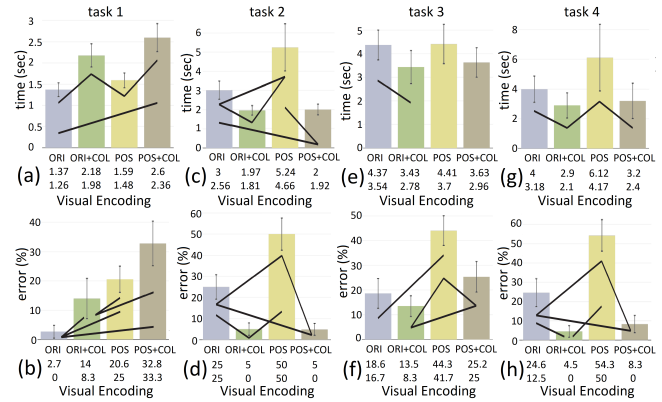 task 1 task 2 task 3 task 4
time (sec)
3
2.5
2
1.5
1
0.5
0
ORI ORI+COL POS POS+COL
1.37 2.18 1.59 2.6
1.26 1.98 1.48 2.36
(a) Visual Encoding
time (sec)
6
5
4
3
2
1
0
ORI ORI+COL POS POS+COL
3 1.97 5.24 2
2.56 1.81 4.66 1.92
(c) Visual Encoding
time (sec)
5
4
3
2
1
0
ORI ORI+COL POS POS+COL
4.37 3.43 4.41 3.63
3.54 2.78 3.7 2.96
(e) Visual Encoding
time (sec)
8
6
4
2
0
ORI ORI+COL POS POS+COL
4 2.9 6.12 3.2
3.18 2.1 4.17 2.4
(g) Visual Encoding
error (%)
40
30
20
10
0
ORI ORI+COL POS POS+COL
2.7 14 20.6 32.8
0 8.3 25 33.3
(b) Visual Encoding
error (%)
60
50
40
30
20
10
0
ORI ORI+COL POS POS+COL
25 5 50 5
25 0 50 0
(d) Visual Encoding
error (%)
50
40
30
20
10
0
ORI ORI+COL POS POS+COL
18.6 13.5 44.3 25.2
16.7 8.3 41.7 25
(f) Visual Encoding
error (%)
60
50
40
30
20
10
0
ORI ORI+COL POS POS+COL
24.6 4.5 54.3 8.3
12.5 0 50 0
(h) Visual Encoding